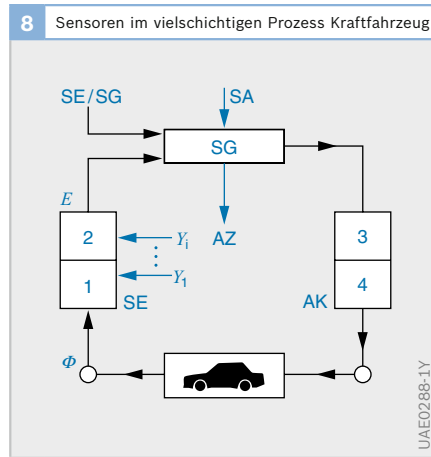 8 Sensoren im vielschichtigen Prozess Kraftfahrzeug
SE/SG
SA
SG
E
2
Yi
AZ
3
1
Y1
SE
4
AK
Φ
UAE0288-1Y